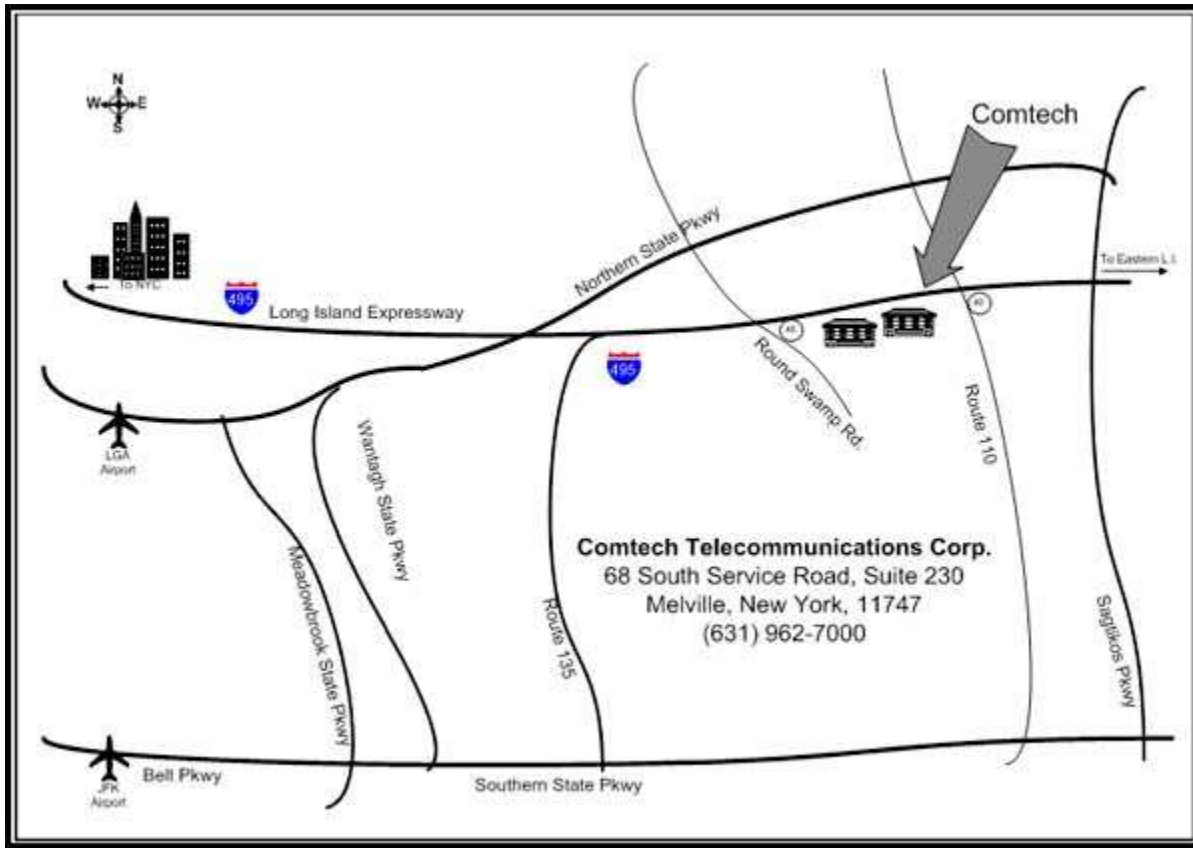 N
W E
S
Comtech
To NYC
To Eastern L.I.
495
Long Island Expressway
Northern State Pkwy
495
Round Swamp Rd.
Route 110
LGA
Airport
Wantagh State Pkwy
Meadowbrook State Pkwy
Route 135
Sagtikos Pkwy
Comtech Telecommunications Corp.
68 South Service Road, Suite 230
Melville, New York, 11747
(631) 962-7000
JFK
Airport
Belt Pkwy
Southern State Pkwy